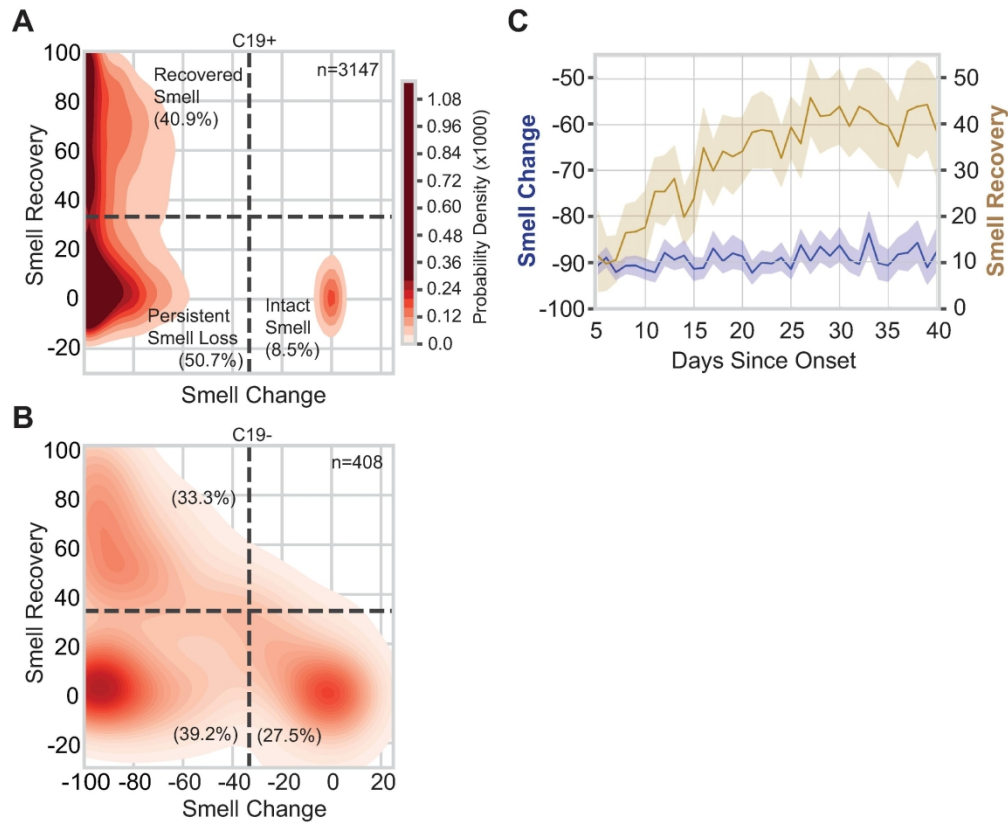 A
C19+
n=3147
Recovered
Smell
(40.9%)
Persistent
Smell Loss
(50.7%)
Intact
Smell
(8.5%)
100
80
60
40
20
0
-20
Smell Recovery
Smell Change
1.08
0.96
0.84
0.72
0.60
0.48
0.36
0.24
0.12
0.0
Probability Density (x1000)
B
C19-
n=408
(33.3%)
(39.2%)
(27.5%)
100
80
60
40
20
0
-20
Smell Recovery
-100 -80 -60 -40 -20 0 20
Smell Change
C
Smell Change
-50
-60
-70
-80
-90
-100
50
40
30
20
10
0
Smell Recovery
5 10 15 20 25 30 35 40
Days Since Onset